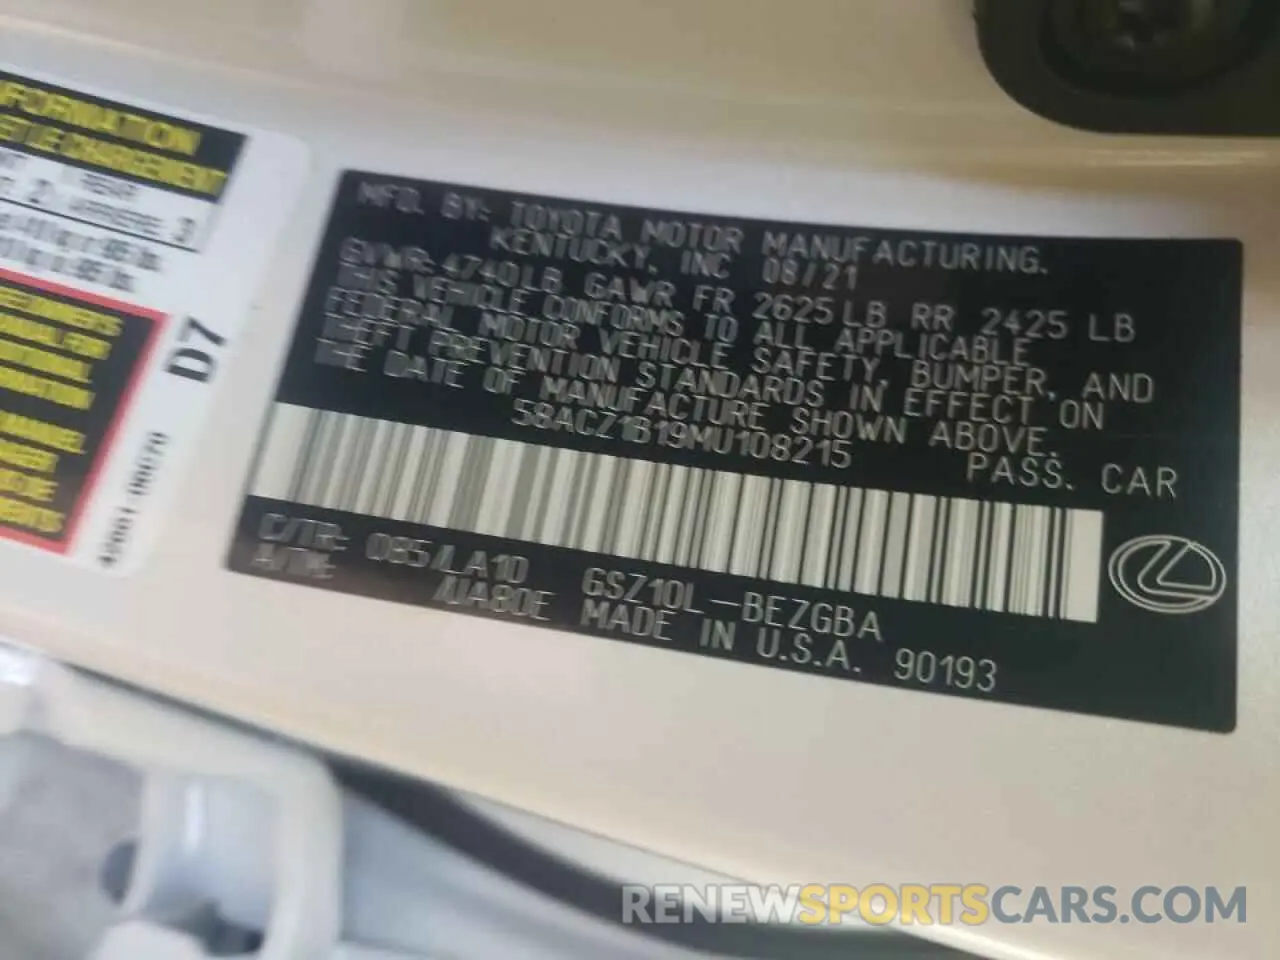 INFORMATION
CHARGEMENT
REAR
D7
MFD. BY: TOYOTA MOTOR MANUFACTURING.
KENTUCKY, INC 08/21
GVWR: 4740LB GAWR FR 2625 LB RR 2425 LB
THIS VEHICLE CONFORMS TO ALL APPLICABLE
FEDERAL MOTOR VEHICLE SAFETY, BUMPER, AND
THEFT PREVENTION STANDARDS IN EFFECT ON
THE DATE OF MANUFACTURE SHOWN ABOVE.
58ACZ1B19MU108215 PASS. CAR
C/TR: 085/LA10 GSZ10L-BEZGBA
A/TM: /UA80E MADE IN U.S.A. 90193
RENEWSPORTSCARS.COM